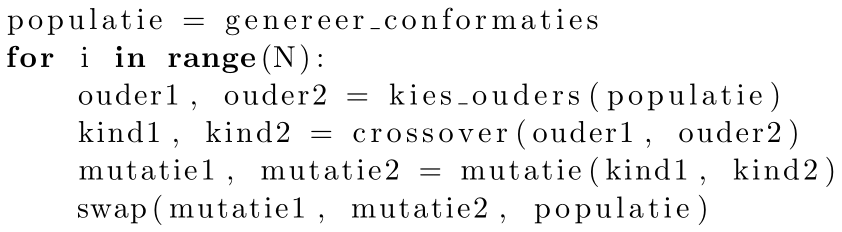 populatie = genereer_conformaties
for i in range(N):
ouder1, ouder2 = kies_ouders(populatie)
kind1, kind2 = crossover(ouder1, ouder2)
mutatie1, mutatie2 = mutatie(kind1, kind2)
swap(mutatie1, mutatie2, populatie)